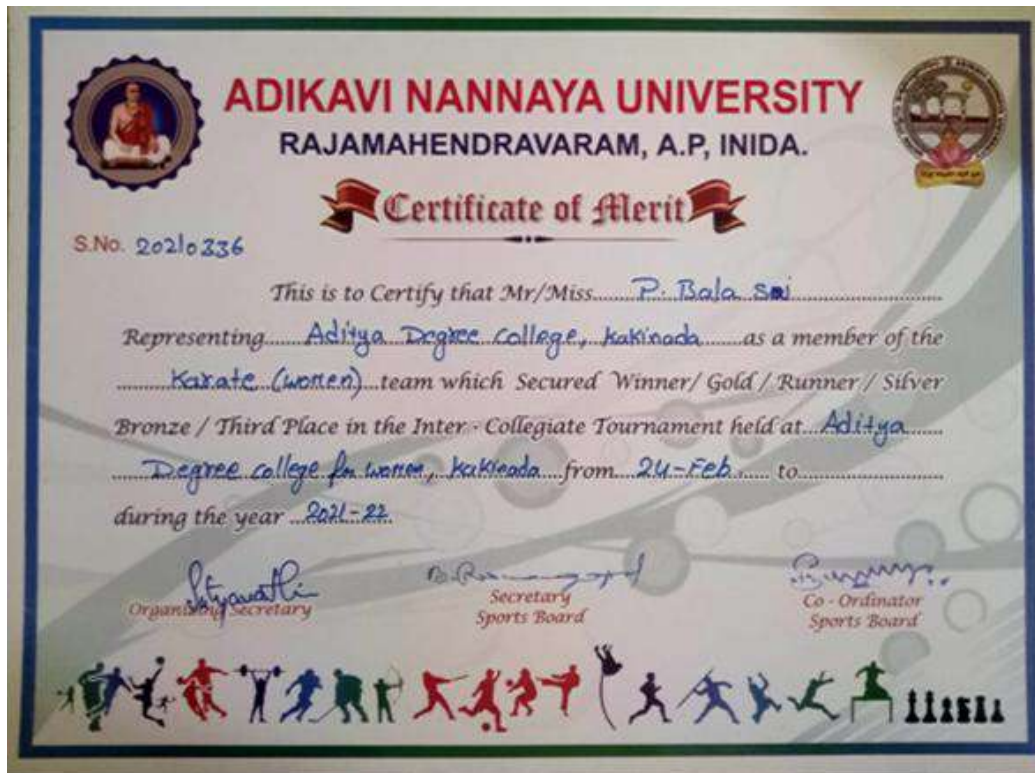 ADIKAVI NANNAYA UNIVERSITY
RAJAMAHENDRAVARAM, A.P, INIDA.
Certificate of Merit
S.No. 20210336
This is to Certify that Mr/Miss......P. Bala Sai......
Representing......Aditya Degree college, kakinada......as a member of the
......Karate (women)...team which Secured Winner/ Gold / Runner / Silver
Bronze / Third Place in the Inter - Collegiate Tournament held at...Aditya......
......Degree college for women, kakinada...from...24-Feb......to......
during the year ...2021-22.
Organizing Secretary
Secretary
Sports Board
Co - Ordinator
Sports Board